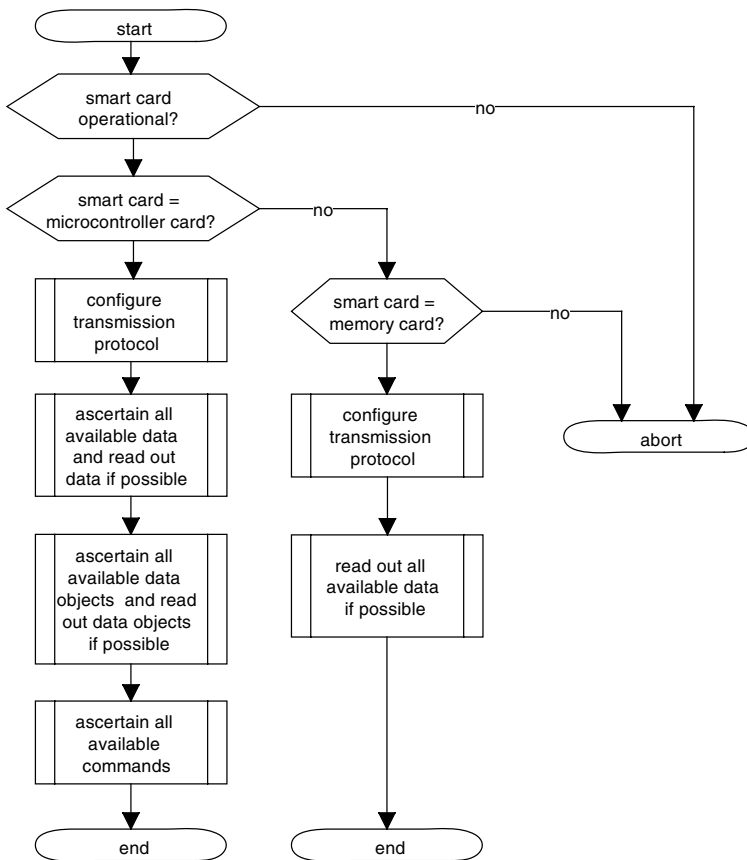 start
smart card
operational?
no
smart card =
microcontroller card?
no
configure
transmission
protocol
smart card =
memory card?
no
ascertain all
available data
and read out
data if possible
configure
transmission
protocol
abort
ascertain all
available data
objects and read
out data objects
if possible
read out all
available data
if possible
ascertain all
available
commands
end
end